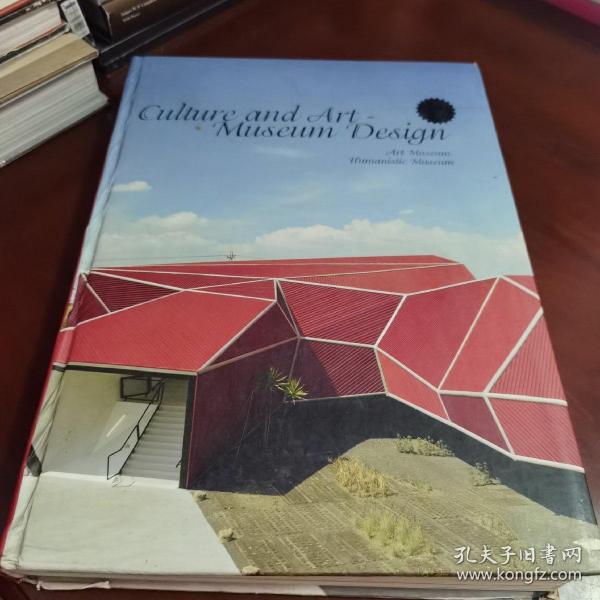 Culture and Art -
Museum Design
Art Museum,
Humanistic Museum
孔夫子旧书网
www.kongfz.com